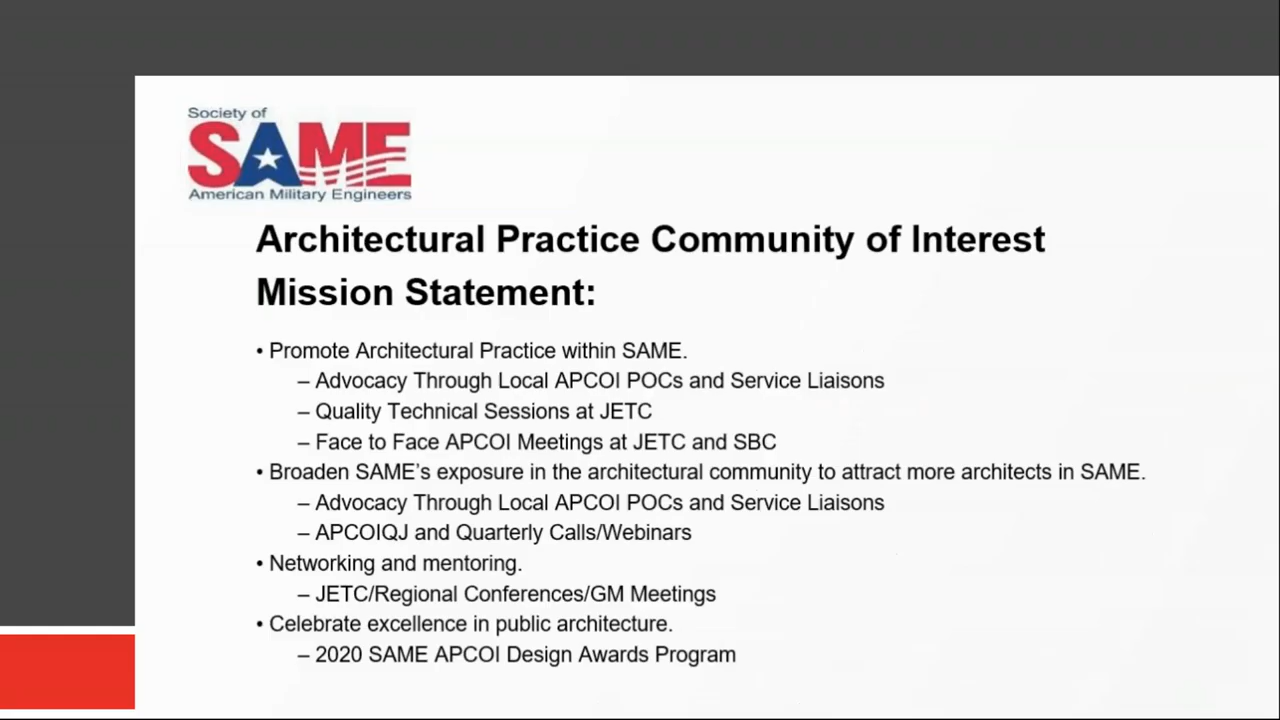 Society of
SAME
American Military Engineers
Architectural Practice Community of Interest
Mission Statement:
• Promote Architectural Practice within SAME.
– Advocacy Through Local APCOI POCs and Service Liaisons
– Quality Technical Sessions at JETC
– Face to Face APCOI Meetings at JETC and SBC
• Broaden SAME's exposure in the architectural community to attract more architects in SAME.
– Advocacy Through Local APCOI POCs and Service Liaisons
– APCOIQJ and Quarterly Calls/Webinars
• Networking and mentoring.
– JETC/Regional Conferences/GM Meetings
• Celebrate excellence in public architecture.
– 2020 SAME APCOI Design Awards Program